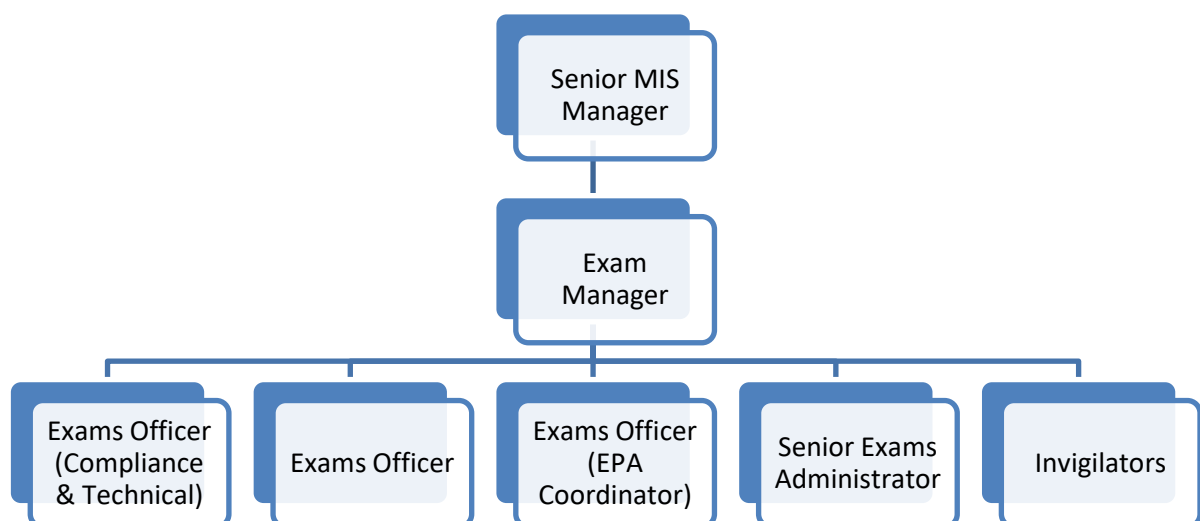 Senior MIS
Manager
Exam
Manager
Exams Officer
(Compliance
& Technical)
Exams Officer
Exams Officer
(EPA
Coordinator)
Senior Exams
Administrator
Invigilators